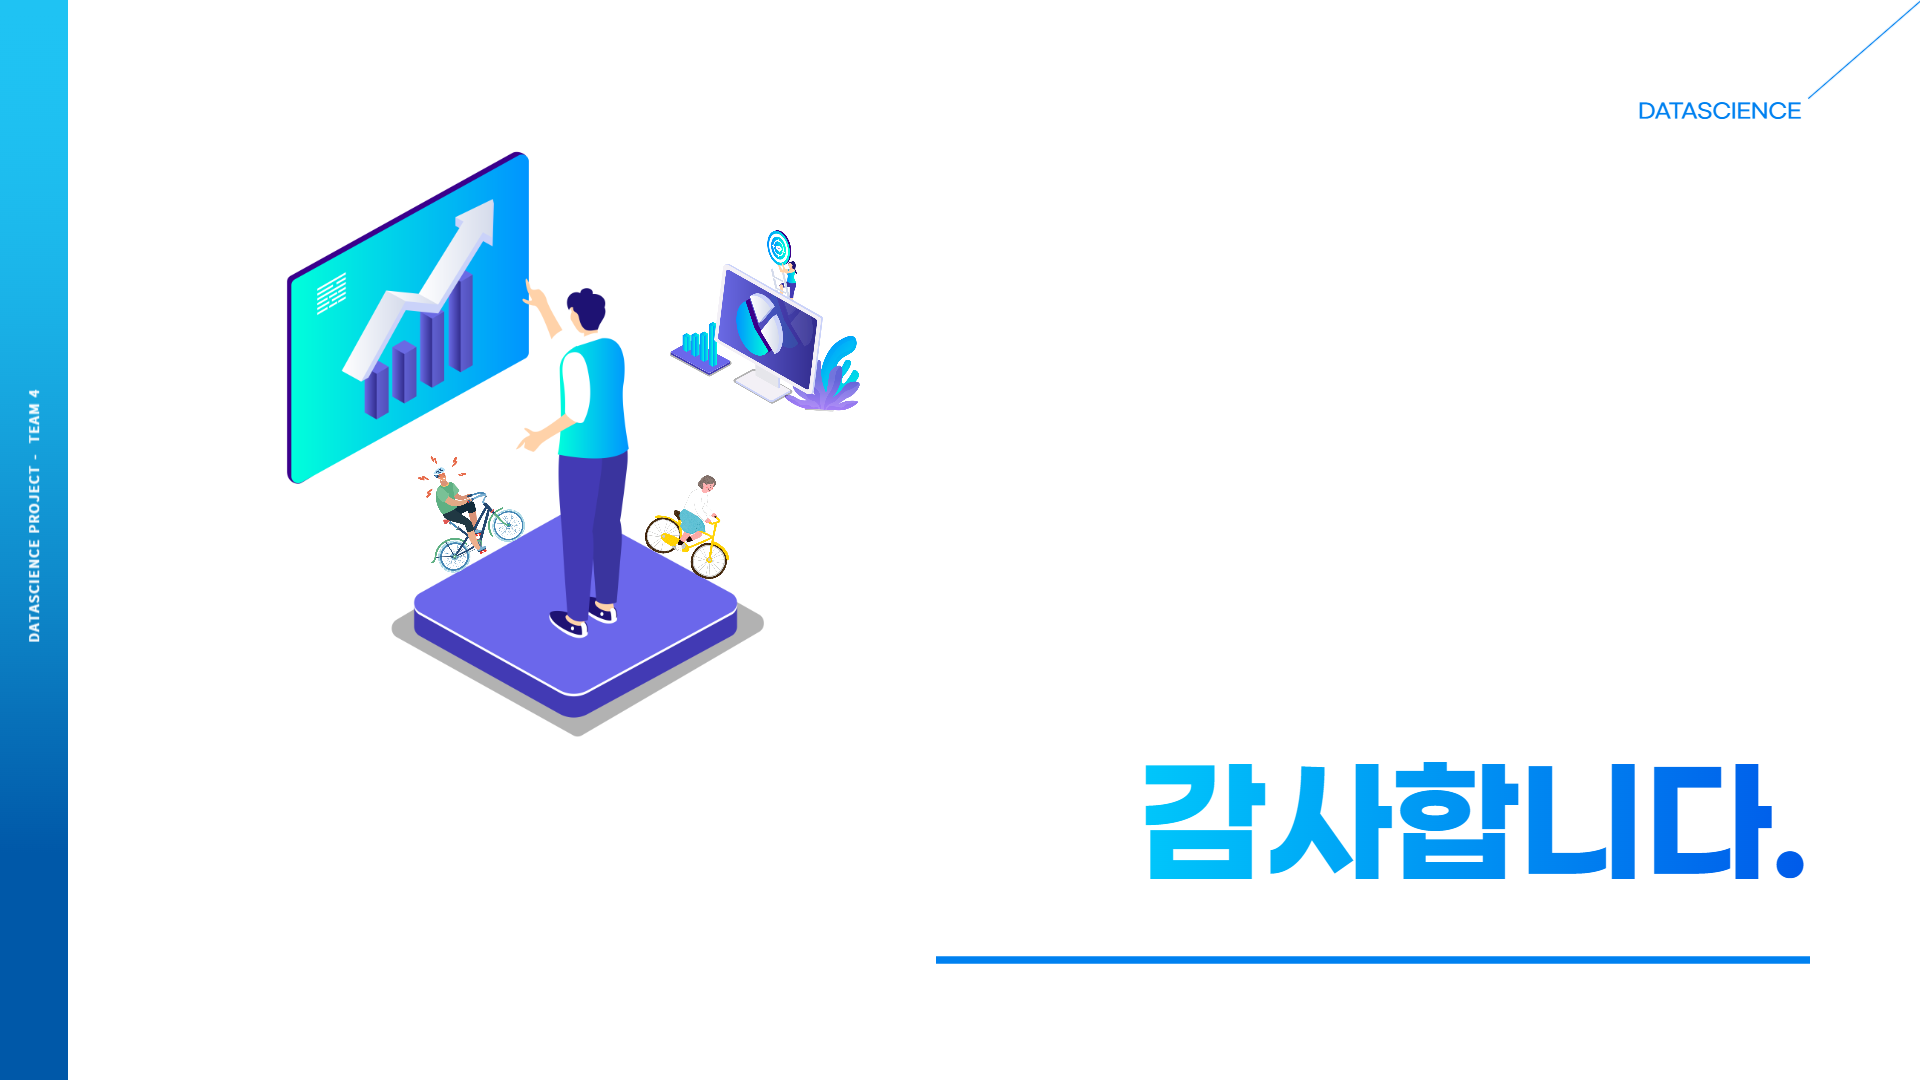 DATASCIENCE
DATASCIENCE PROJECT - TEAM 4
감사합니다.